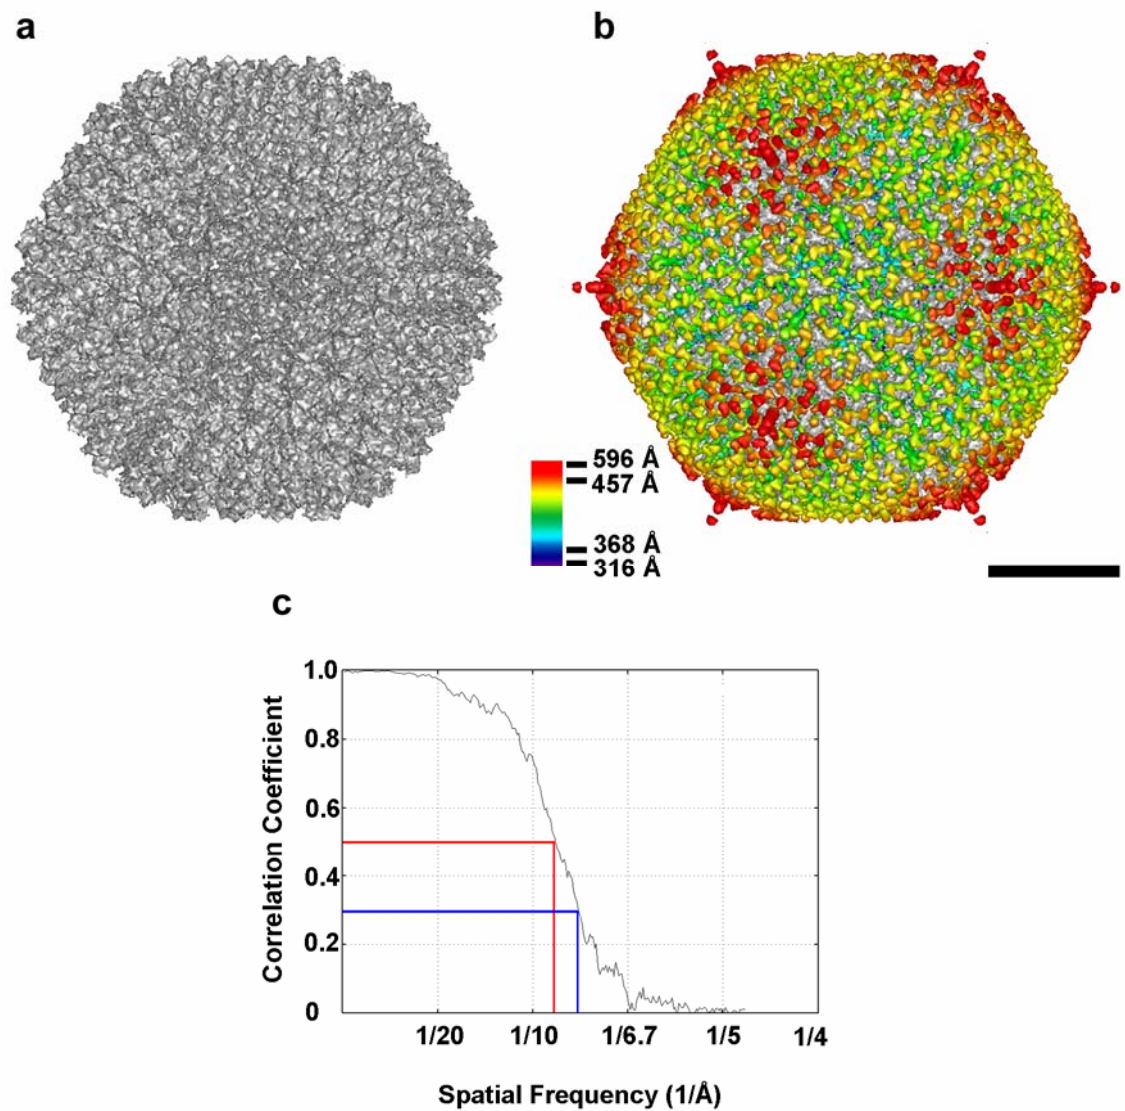 a
b
596 Å
457 Å
368 Å
316 Å
c
1.0
0.8
0.6
0.4
0.2
0
Correlation Coefficient
1/20 1/10 1/6.7 1/5 1/4
Spatial Frequency (1/Å)